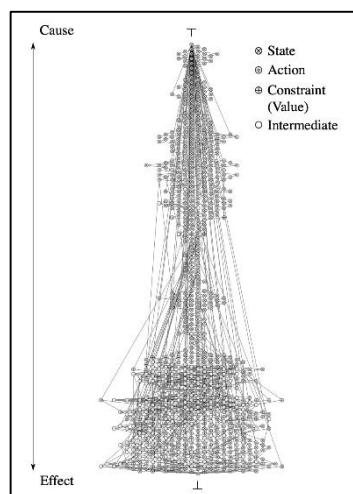 Cause
⊤
⊗ State
⊛ Action
⊕ Constraint
(Value)
○ Intermediate
Effect
⊥